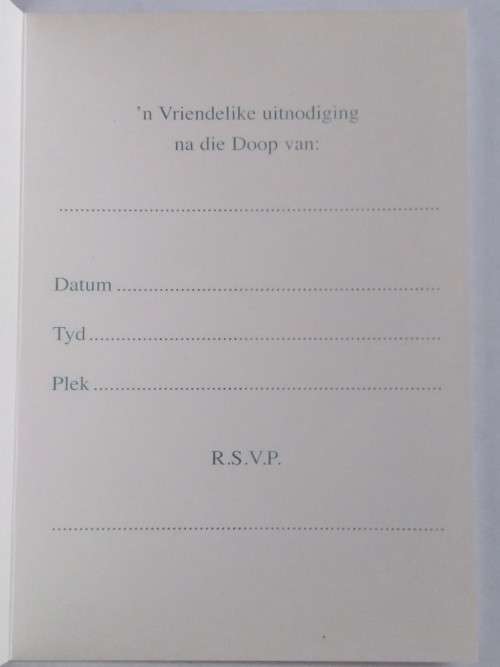 'n Vriendelike uitnodiging
na die Doop van:
................................................................
Datum ......................................................
Tyd ...........................................................
Plek ..........................................................
R.S.V.P.
..................................................................